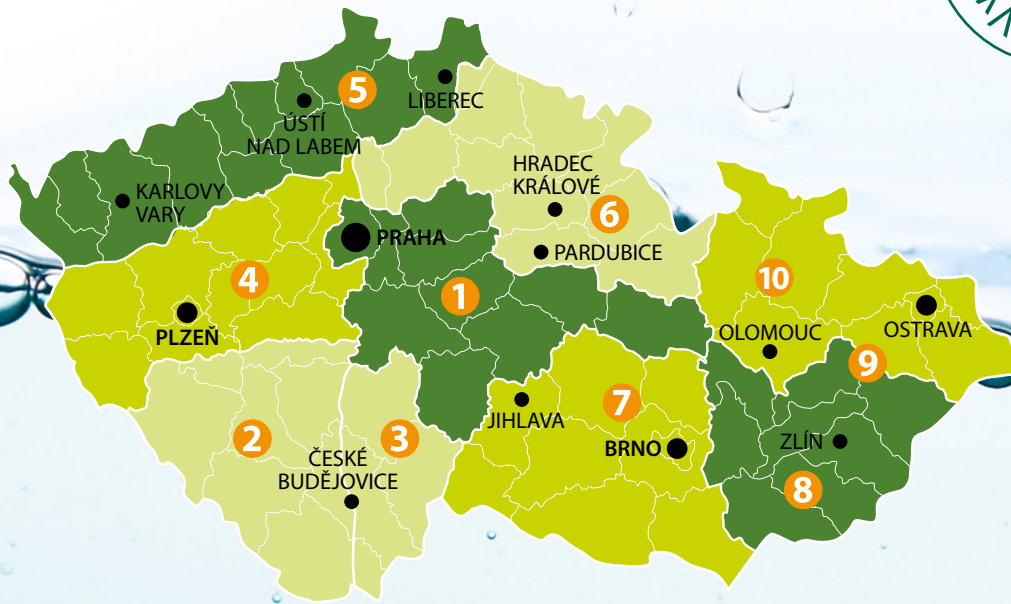 5
LIBEREC
ÚSTÍ
NAD LABEM
KARLOVY
VARY
HRADEC
KRÁLOVÉ
6
PRAHA
PARDUBICE
4
1
10
PLZEŇ
OLOMOUC
OSTRAVA
9
7
JIHLAVA
2
3
BRNO
ZLÍN
ČESKÉ
BUDĚJOVICE
8